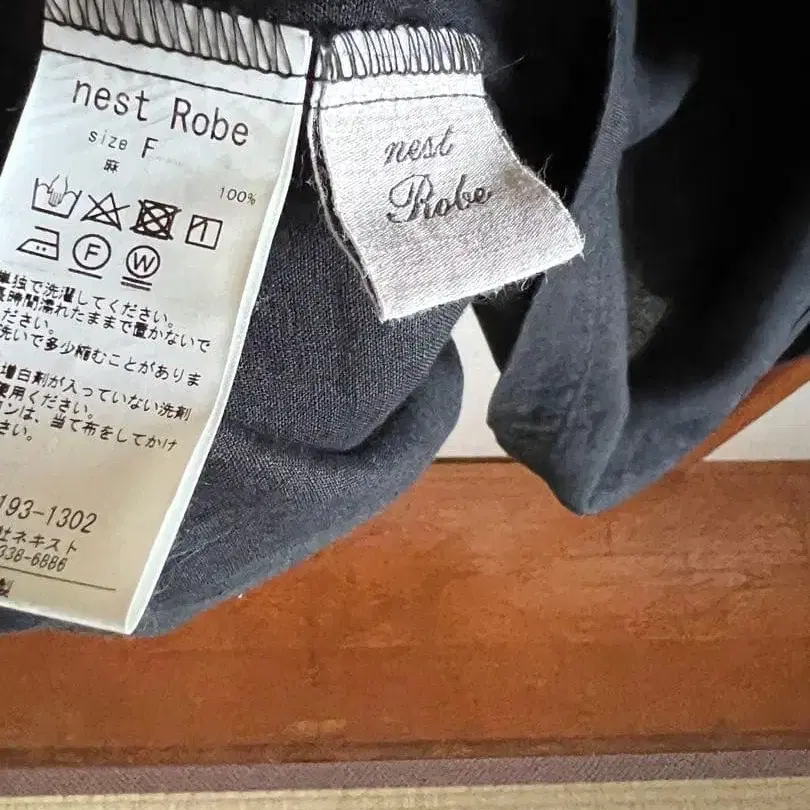 nest Robe
size F
麻 100%
F W
単独で洗濯してください。
長時間濡れたままで置かないで
ださい。
洗いで多少縮むことがありま
増白剤が入っていない洗剤
使用ください。
ンは、当て布をしてかけ
さい。
193-1302
社ネキスト
338-6886
製
nest
Robe